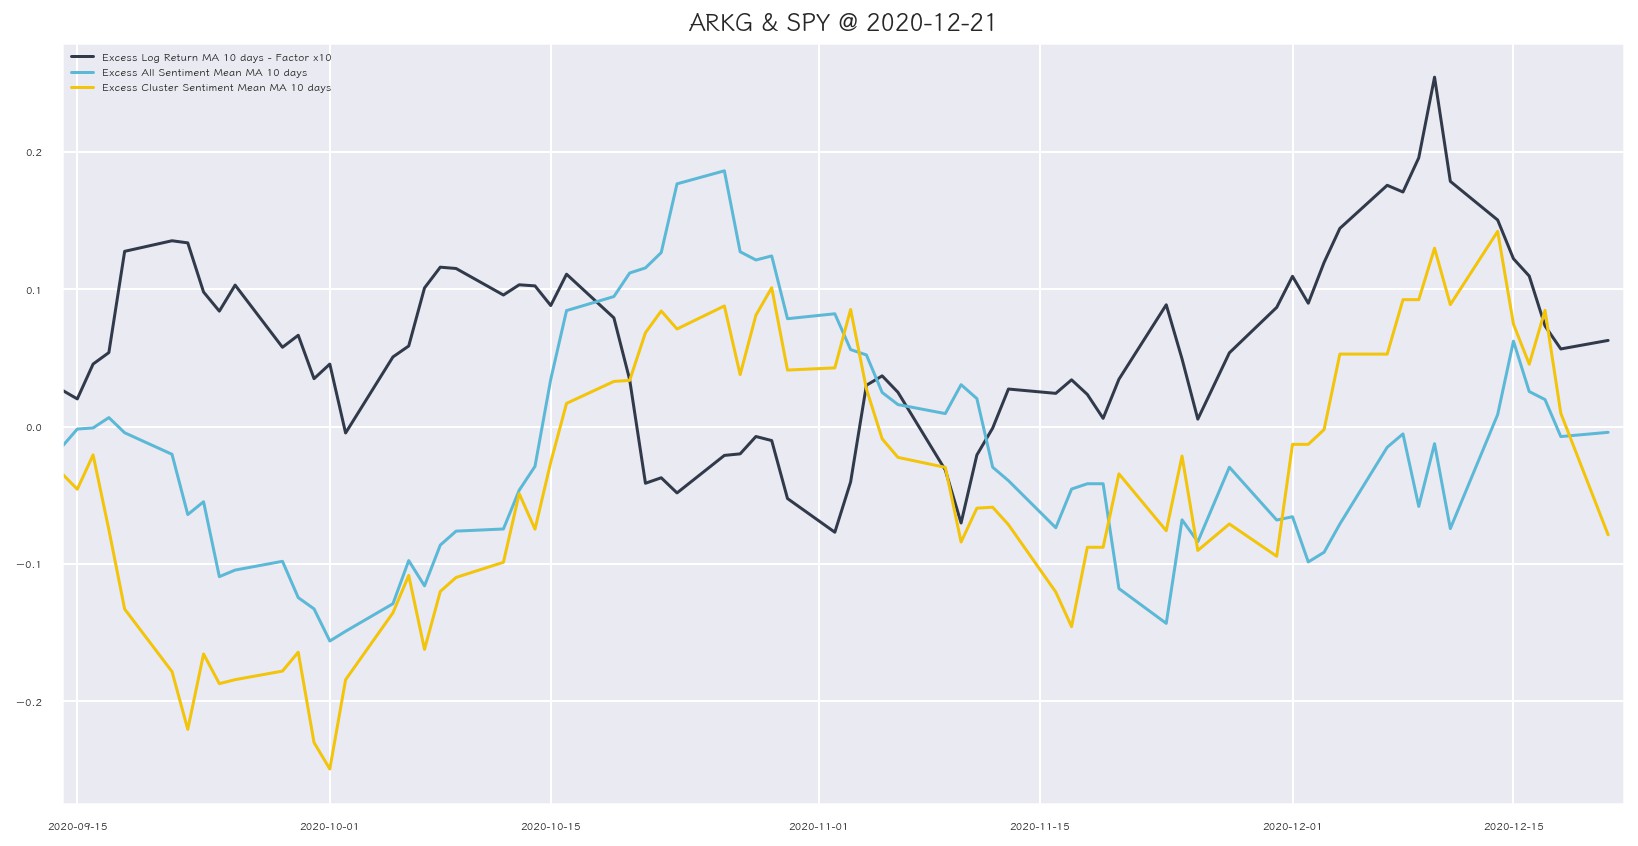 ARKG & SPY @ 2020-12-21
Excess Log Return MA 10 days - Factor x10
Excess All Sentiment Mean MA 10 days
Excess Cluster Sentiment Mean MA 10 days
0.2
0.1
0.0
−0.1
−0.2
2020-09-15 2020-10-01 2020-10-15 2020-11-01 2020-11-15 2020-12-01 2020-12-15